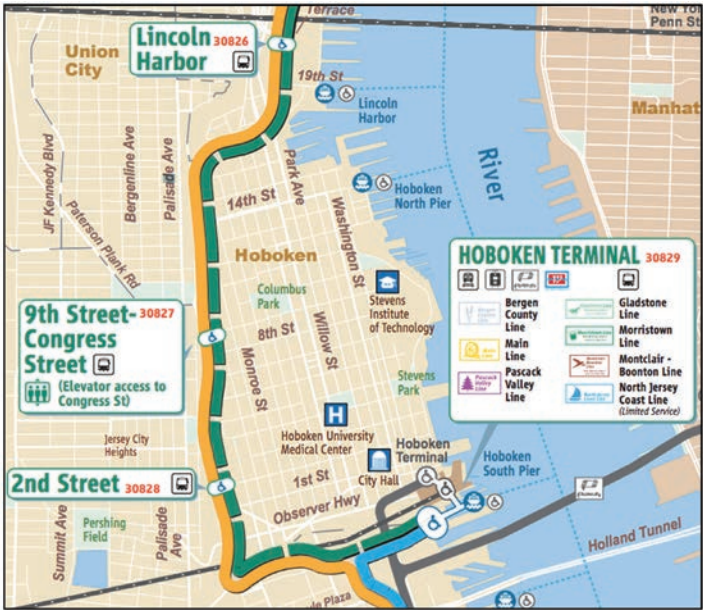 Terrace
New York
Penn St
Union
City
Lincoln 30826
Harbor
19th St
Lincoln
Harbor
Manhat
River
JF Kennedy Blvd
Bergenline Ave
Palisade Ave
Park Ave
Paterson Plank Rd
14th St
Hoboken
North Pier
Washington St
Hoboken
HOBOKEN TERMINAL 30829
Bergen
County
Line
Main
Line
Pascack
Valley
Line
Pascack
Valley
Line
Gladstone
Line
Morristown
Line
Montclair -
Boonton Line
North Jersey
Coast Line
(Limited Service)
Columbus
Park
Stevens
Institute
of Technology
9th Street- 30827
Congress
Street
(Elevator access to
Congress St)
8th St
Willow St
Monroe St
Stevens
Park
H
Hoboken University
Medical Center
Jersey City
Heights
Hoboken
Terminal
Hoboken
South Pier
City Hall
1st St
2nd Street 30828
Observer Hwy
Summit Ave
Pershing
Field
Palisade
Ave
Holland Tunnel
Plaza